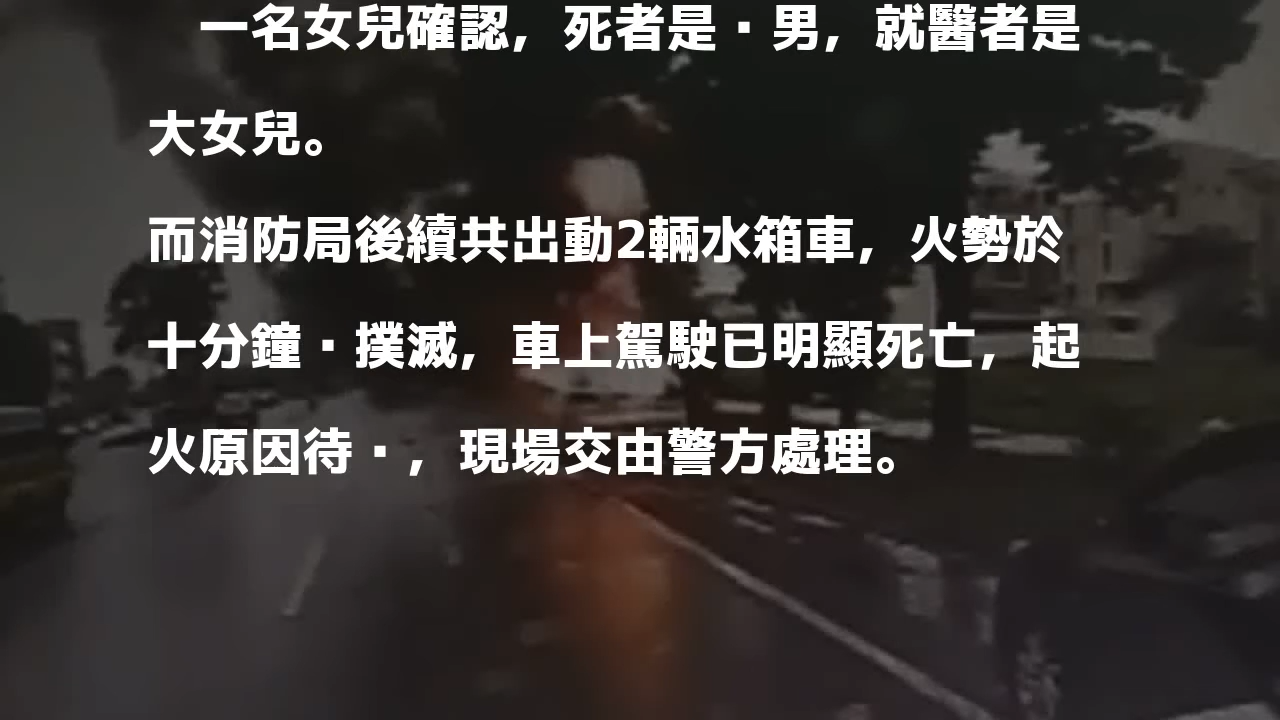 一名女兒確認，死者是▪男，就醫者是
大女兒。
而消防局後續共出動2輛水箱車，火勢於
十分鐘▪撲滅，車上駕駛已明顯死亡，起
火原因待▪，現場交由警方處理。